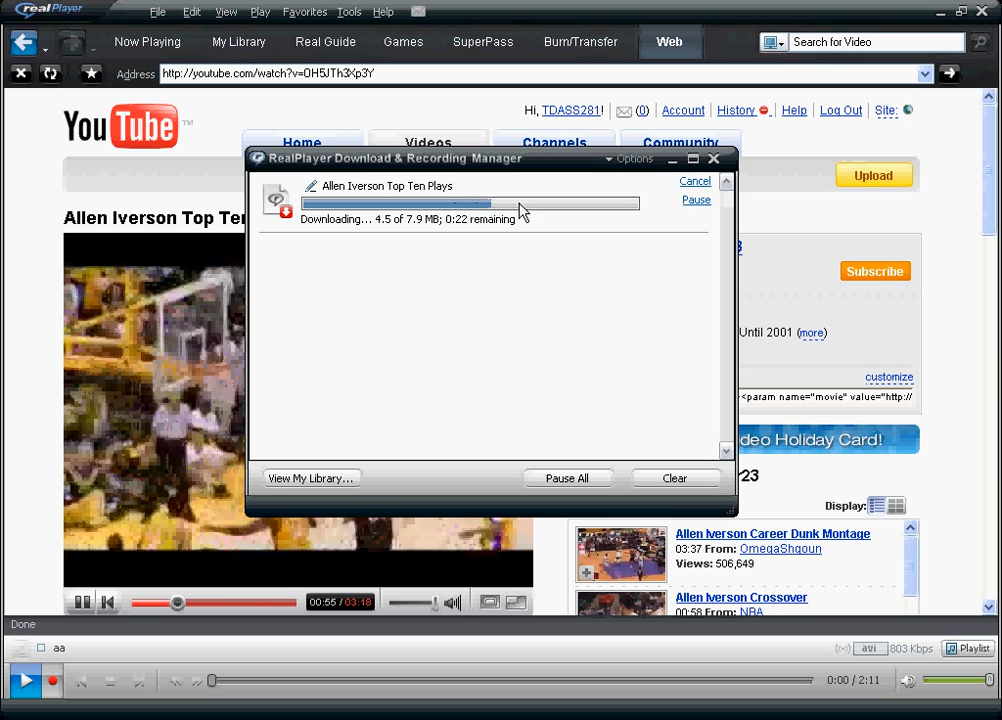 realPlayer
File Edit View Play Favorites Tools Help
Now Playing My Library Real Guide Games SuperPass Burn/Transfer Web Search for Video
Address http://youtube.com/watch?v=OH5JTh3Xp3Y
YouTube TM
Hi, TDASS281! (0) Account History Help Log Out Site:
Home Videos Channels Community
Upload
RealPlayer Download & Recording Manager Options
Allen Iverson Top Ten Plays
Cancel
Pause
Downloading... 4.5 of 7.9 MB; 0:22 remaining
Allen Iverson Top Ter
Subscribe
Until 2001 (more)
customize
<param name="movie" value="http://
deo Holiday Card!
View My Library... Pause All Clear
23
Display:
Allen Iverson Career Dunk Montage
03:37 From: OmegaShqoun
Views: 506,649
Allen Iverson Crossover
00:58 From: NBA
00:55 / 03:18
Done
aa
avi 803 Kbps Playlist
0:00 / 2:11